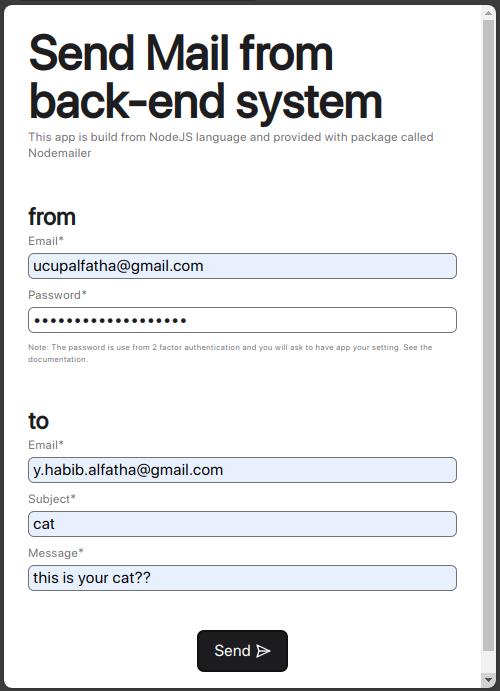 Send Mail from
back-end system
This app is build from NodeJS language and provided with package called
Nodemailer
from
Email*
ucupalfatha@gmail.com
Password*
•••••••••••••••••••
Note: The password is use from 2 factor authentication and you will ask to have app your setting. See the
documentation.
to
Email*
y.habib.alfatha@gmail.com
Subject*
cat
Message*
this is your cat??
Send